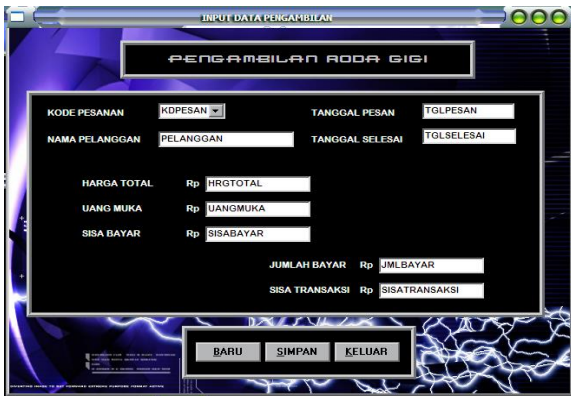 INPUT DATA PENGAMBILAN
PENGAMBILAN RODA GIGI
KODE PESANAN KDPESAN TANGGAL PESAN TGLPESAN
NAMA PELANGGAN PELANGGAN TANGGAL SELESAI TGLSELESAI
HARGA TOTAL Rp HRGTOTAL
UANG MUKA Rp UANGMUKA
SISA BAYAR Rp SISABAYAR
JUMLAH BAYAR Rp JMLBAYAR
SISA TRANSAKSI Rp SISATRANSAKSI
BARU SIMPAN KELUAR